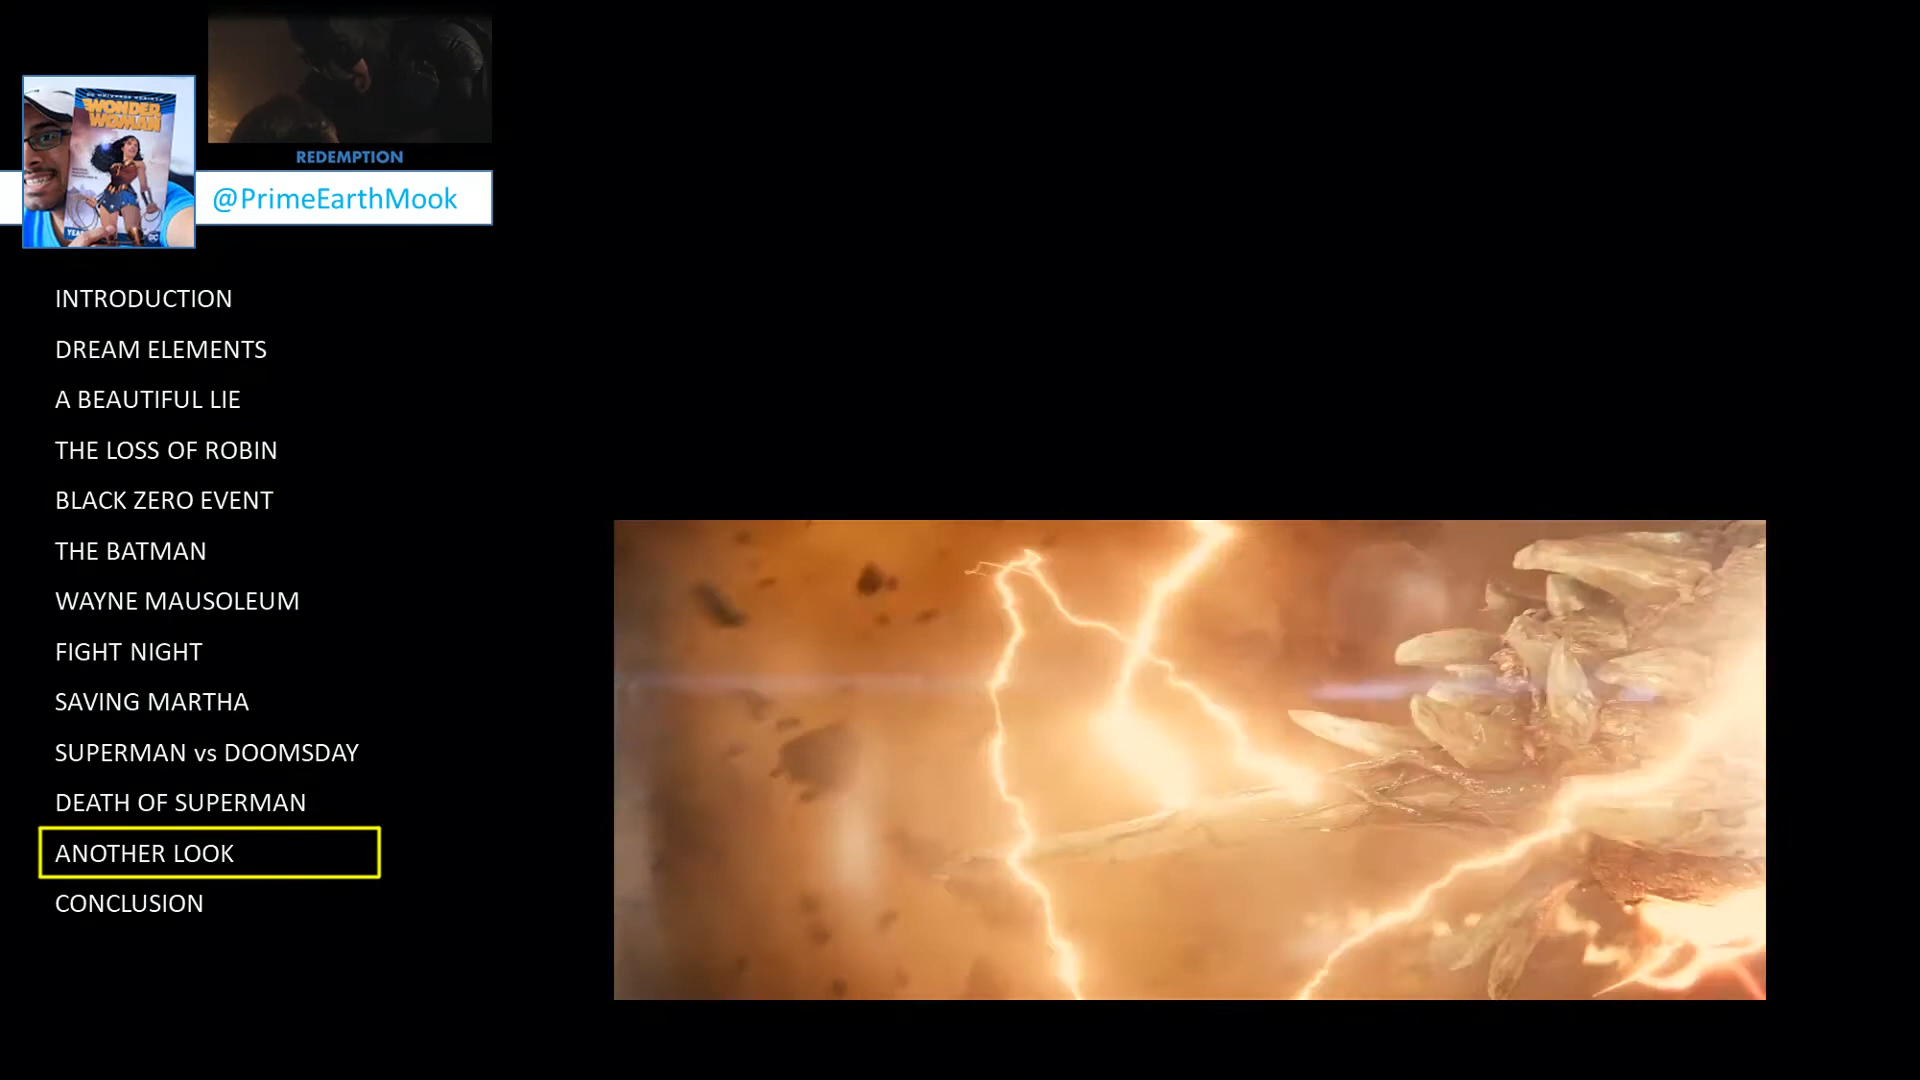 WONDER
WOMAN
REDEMPTION
@PrimeEarthMook
INTRODUCTION
DREAM ELEMENTS
A BEAUTIFUL LIE
THE LOSS OF ROBIN
BLACK ZERO EVENT
THE BATMAN
WAYNE MAUSOLEUM
FIGHT NIGHT
SAVING MARTHA
SUPERMAN vs DOOMSDAY
DEATH OF SUPERMAN
ANOTHER LOOK
CONCLUSION